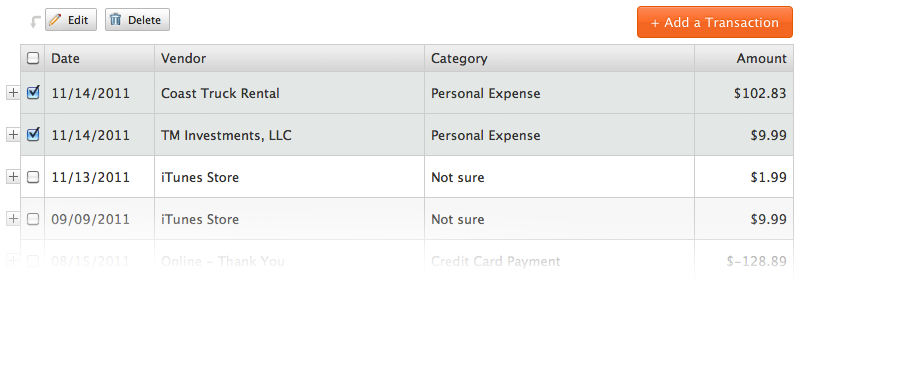 Edit Delete + Add a Transaction
Date Vendor Category Amount
11/14/2011 Coast Truck Rental Personal Expense $102.83
11/14/2011 TM Investments, LLC Personal Expense $9.99
11/13/2011 iTunes Store Not sure $1.99
09/09/2011 iTunes Store Not sure $9.99
08/15/2011 Online - Thank You Credit Card Payment $-128.89